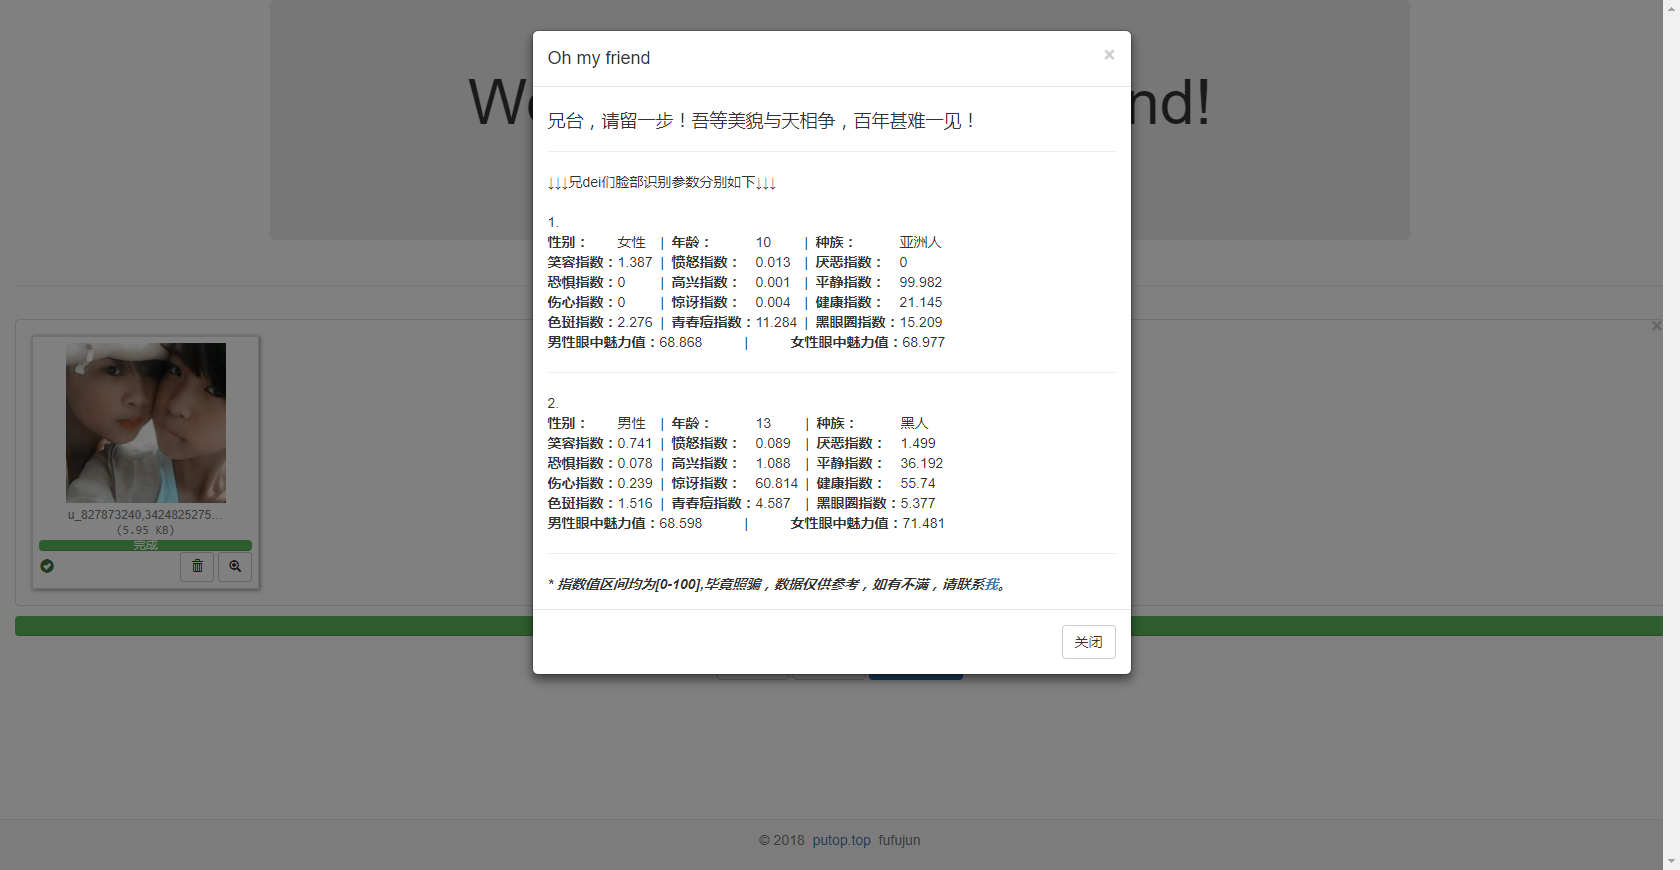 We
nd!
Oh my friend
×
兄台，请留一步！吾等美貌与天相争，百年甚难一见！
↓↓↓兄dei们脸部识别参数分别如下↓↓↓
1.
性别： 女性 | 年龄： 10 | 种族： 亚洲人
笑容指数：1.387 | 愤怒指数： 0.013 | 厌恶指数： 0
恐惧指数：0 | 高兴指数： 0.001 | 平静指数： 99.982
伤心指数：0 | 惊讶指数： 0.004 | 健康指数： 21.145
色斑指数：2.276 | 青春痘指数：11.284 | 黑眼圈指数：15.209
男性眼中魅力值：68.868 | 女性眼中魅力值：68.977
2.
性别： 男性 | 年龄： 13 | 种族： 黑人
笑容指数：0.741 | 愤怒指数： 0.089 | 厌恶指数： 1.499
恐惧指数：0.078 | 高兴指数： 1.088 | 平静指数： 36.192
伤心指数：0.239 | 惊讶指数： 60.814 | 健康指数： 55.74
色斑指数：1.516 | 青春痘指数：4.587 | 黑眼圈指数：5.377
男性眼中魅力值：68.598 | 女性眼中魅力值：71.481
* 指数值区间均为[0-100],毕竟照骗，数据仅供参考，如有不满，请联系我。
关闭
×
u_827873240,3424825275...
(5.95 KB)
完成
© 2018 putop.top fufujun